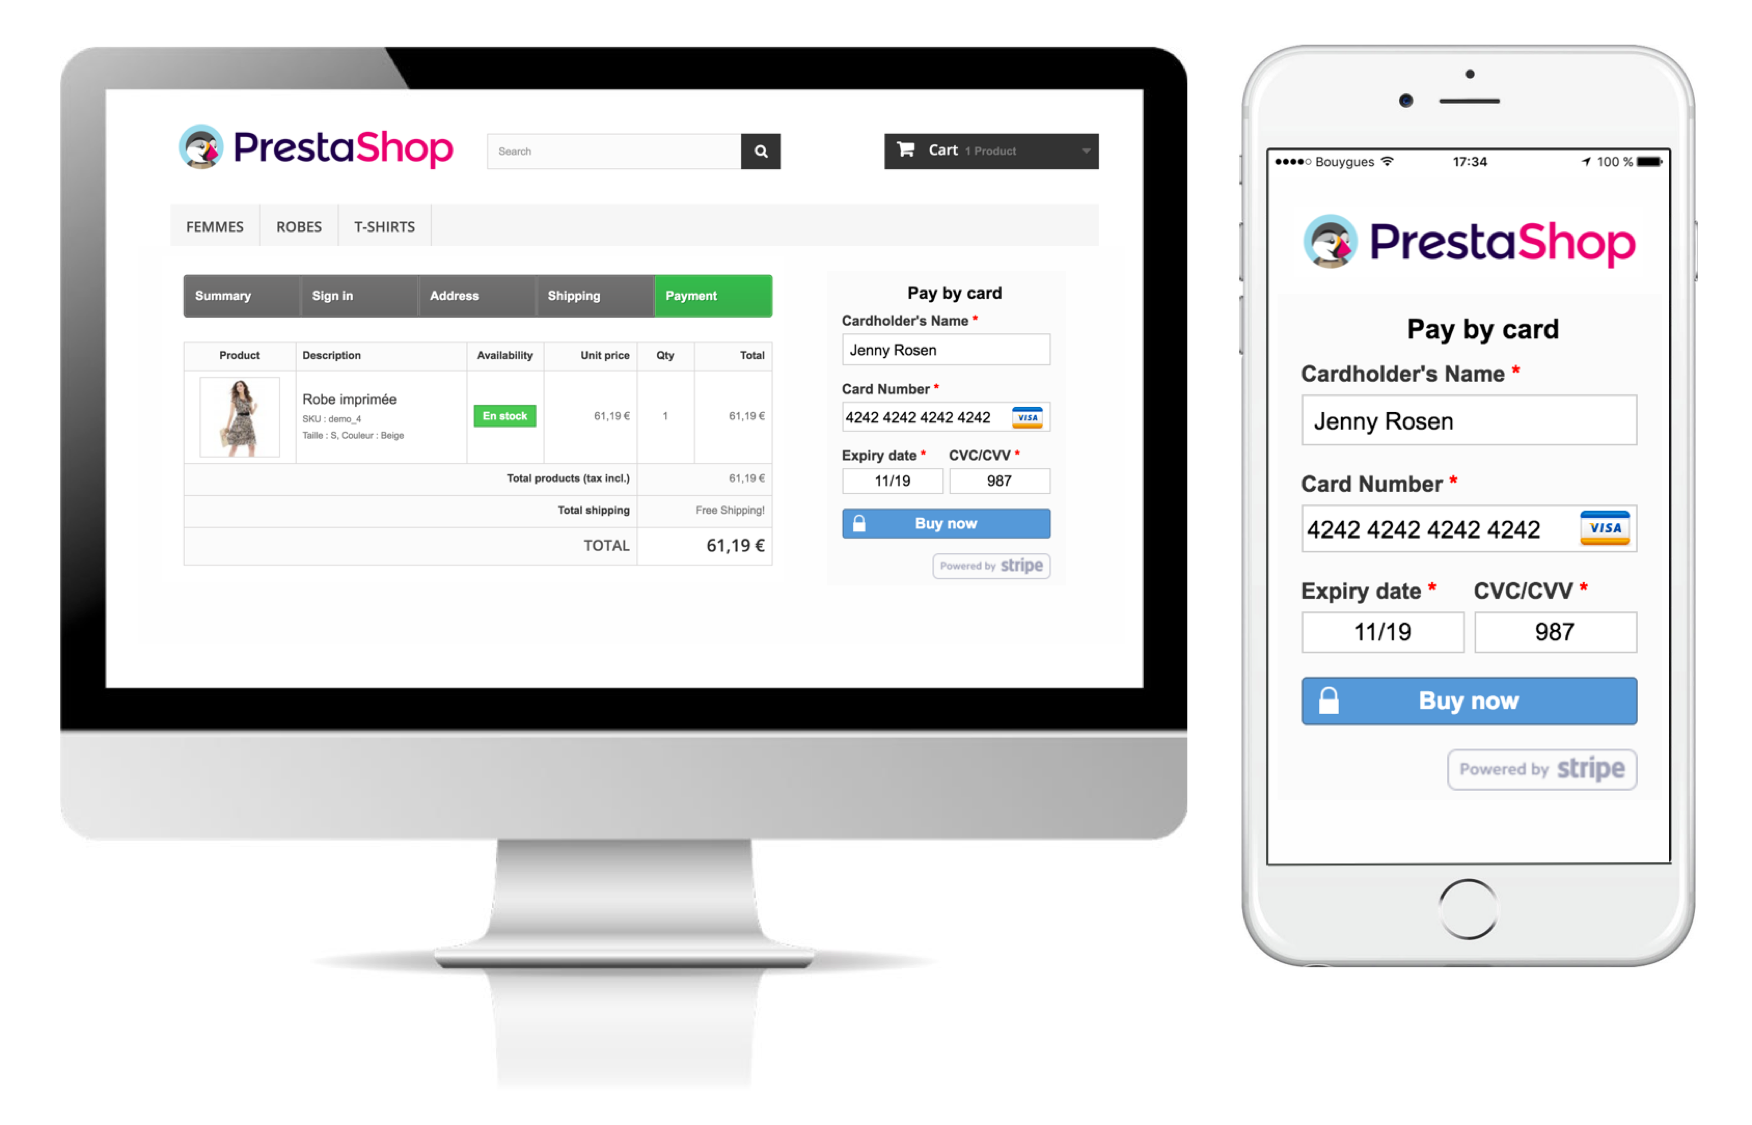 PrestaShop
Search
Cart 1 Product
FEMMES ROBES T-SHIRTS
Summary Sign in Address Shipping Payment
Product Description Availability Unit price Qty Total
Robe imprimée
SKU : demo_4
Taille : S, Couleur : Beige
En stock 61,19 € 1 61,19 €
Total products (tax incl.) 61,19 €
Total shipping Free Shipping!
TOTAL 61,19 €
Pay by card
Cardholder's Name *
Jenny Rosen
Card Number *
4242 4242 4242 4242 VISA
Expiry date * CVC/CVV *
11/19 987
Buy now
Powered by stripe
Bouygues 17:34 100 %
PrestaShop
Pay by card
Cardholder's Name *
Jenny Rosen
Card Number *
4242 4242 4242 4242 VISA
Expiry date * CVC/CVV *
11/19 987
Buy now
Powered by stripe